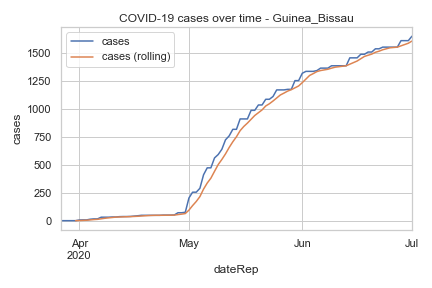 COVID-19 cases over time - Guinea_Bissau
cases
cases (rolling)
1500
1250
1000
750
500
250
0
cases
Apr
2020
May
Jun
Jul
dateRep